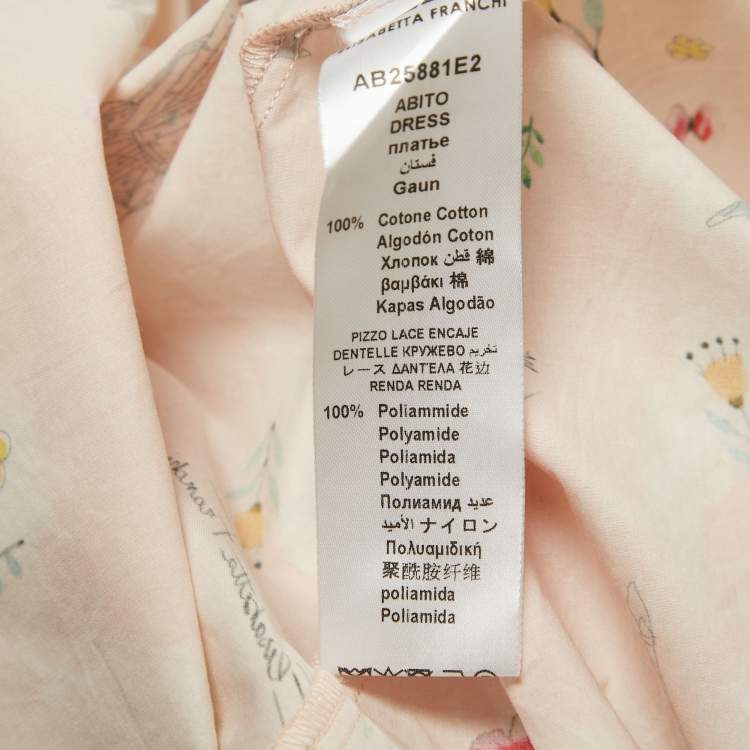 ISABETTA FRANCHI
AB25881E2
ABITO
DRESS
платье
فستان
Gaun
100% Cotone Cotton
Algodón Coton
Хлопок قطن 綿
βαμβάκι 棉
Kapas Algodão
PIZZO LACE ENCAJE
DENTELLE КРУЖЕВО تخريم
レース ΔΑΝΤΈΛΑ 花边
RENDA RENDA
100% Poliammide
Polyamide
Poliamida
Polyamide
Полиамид عديد
الأميد ナイロン
Πολυαμιδική
聚酰胺纤维
poliamida
Poliamida